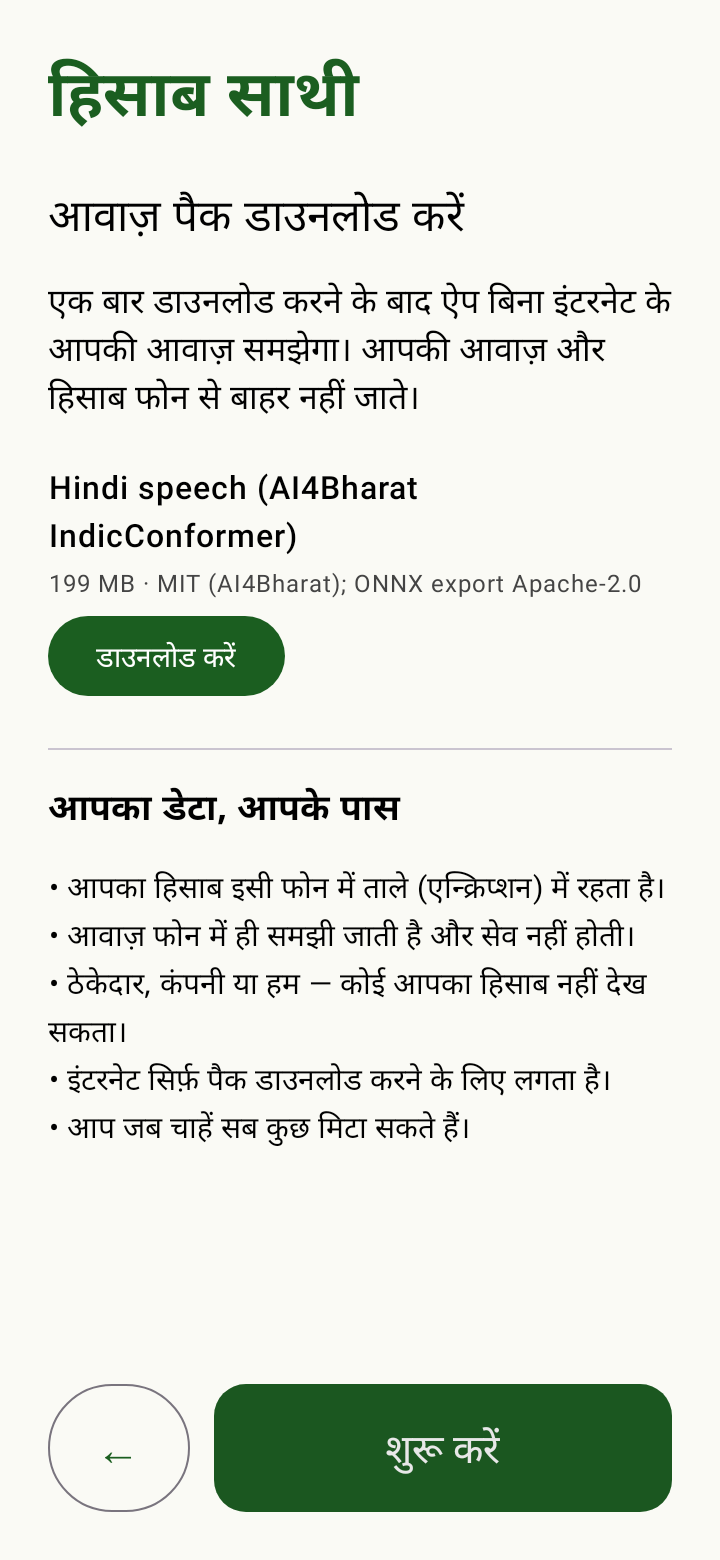 हिसाब साथी
आवाज़ पैक डाउनलोड करें
एक बार डाउनलोड करने के बाद ऐप बिना इंटरनेट के
आपकी आवाज़ समझेगा। आपकी आवाज़ और
हिसाब फोन से बाहर नहीं जाते।
Hindi speech (AI4Bharat
IndicConformer)
199 MB · MIT (AI4Bharat); ONNX export Apache-2.0
डाउनलोड करें
आपका डेटा, आपके पास
• आपका हिसाब इसी फोन में ताले (एन्क्रिप्शन) में रहता है।
• आवाज़ फोन में ही समझी जाती है और सेव नहीं होती।
• ठेकेदार, कंपनी या हम — कोई आपका हिसाब नहीं देख
सकता।
• इंटरनेट सिर्फ़ पैक डाउनलोड करने के लिए लगता है।
• आप जब चाहें सब कुछ मिटा सकते हैं।
← शुरू करें